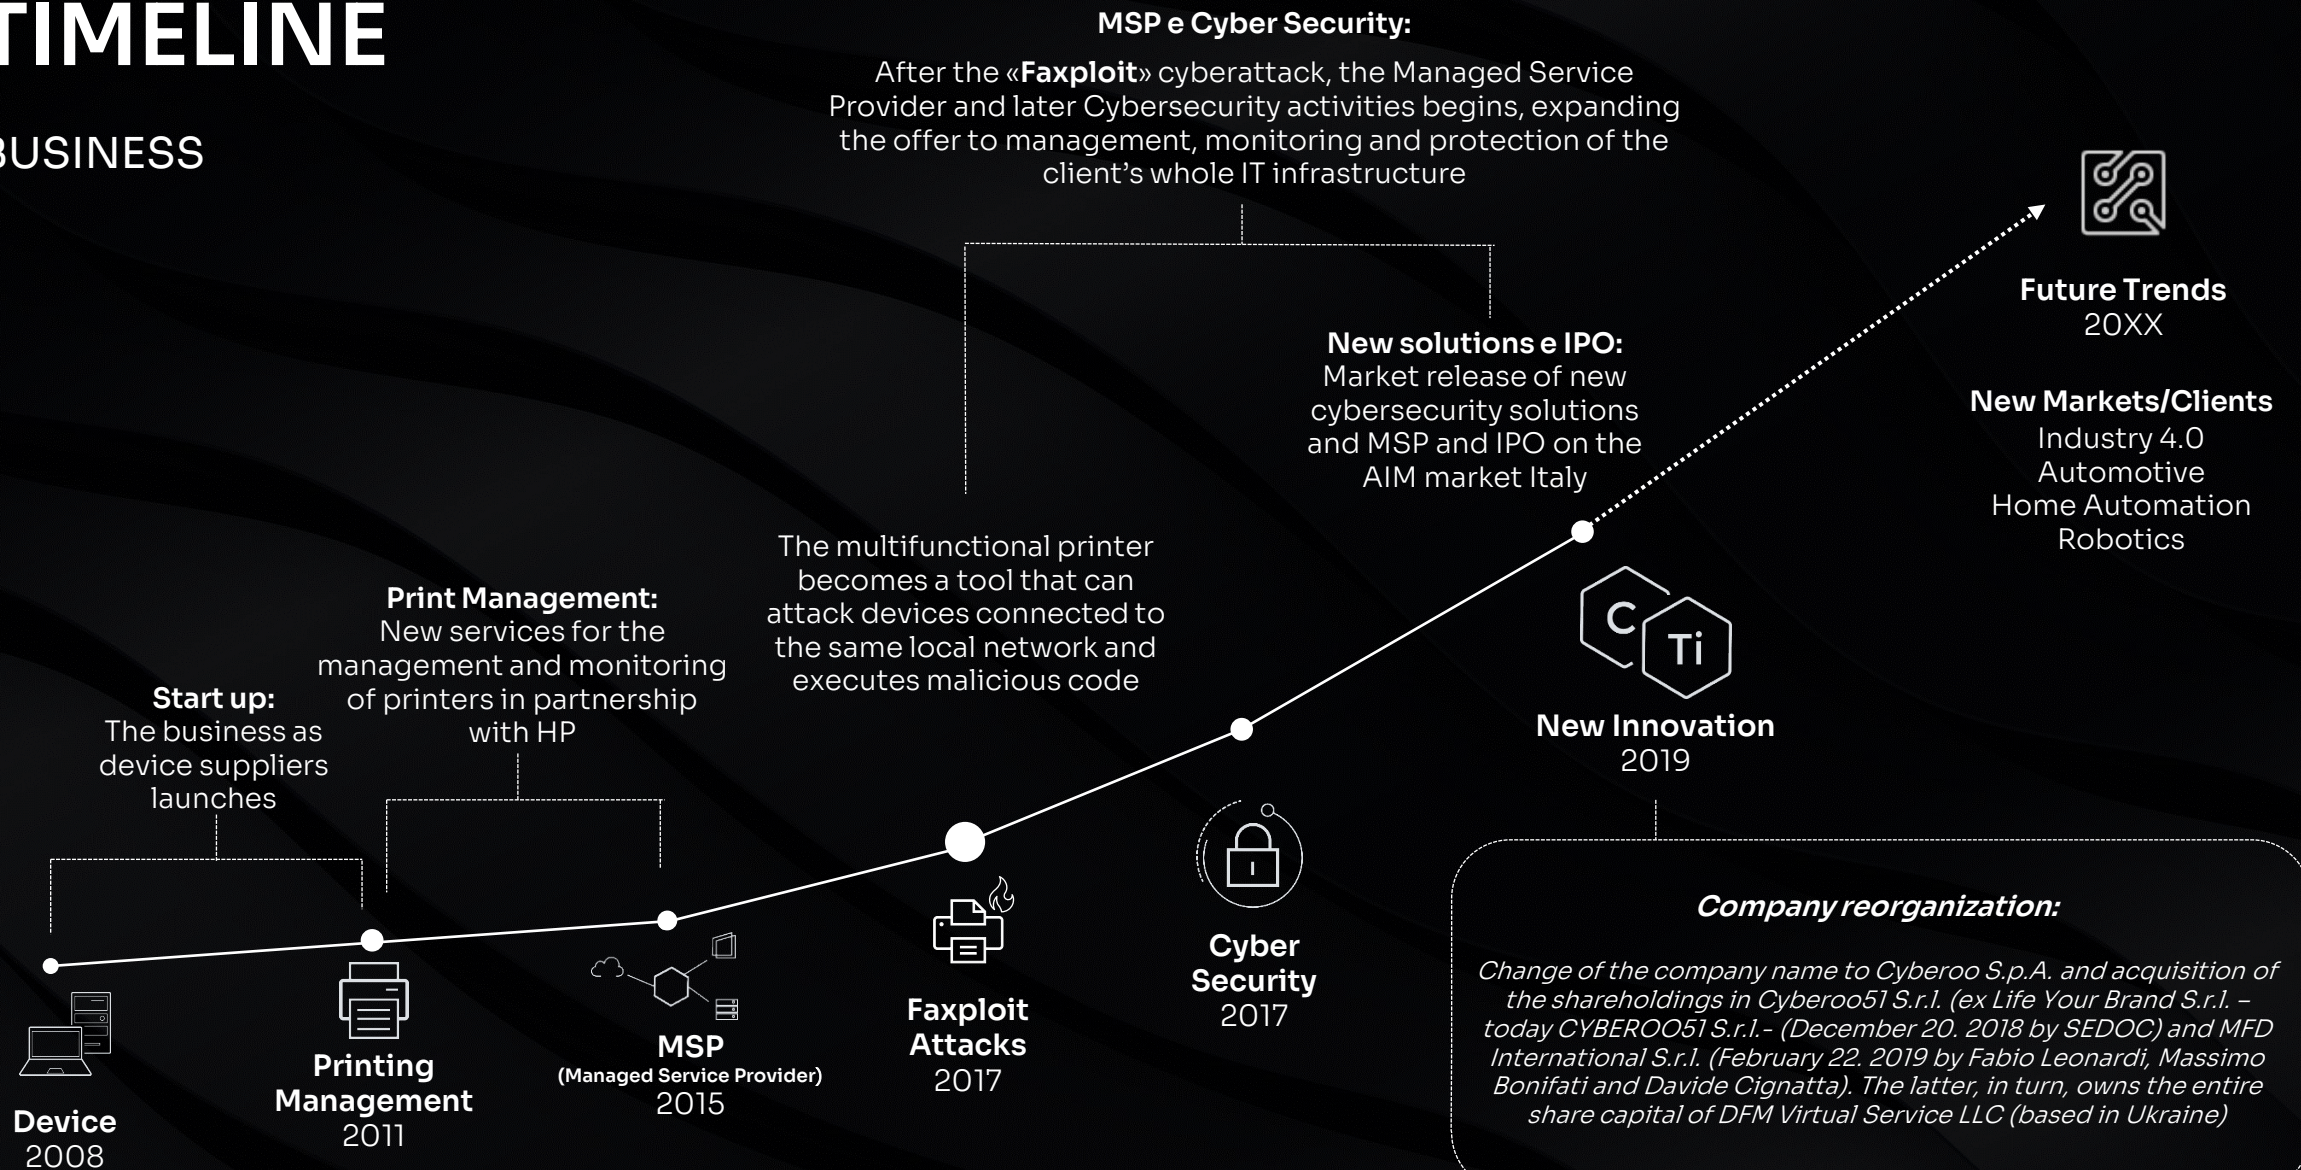 TIMELINE
BUSINESS
MSP e Cyber Security:
After the «Faxploit» cyberattack, the Managed Service
Provider and later Cybersecurity activities begins, expanding
the offer to management, monitoring and protection of the
client's whole IT infrastructure
Start up:
The business as
device suppliers
launches
Print Management:
New services for the
management and monitoring
of printers in partnership
with HP
The multifunctional printer
becomes a tool that can
attack devices connected to
the same local network and
executes malicious code
New solutions e IPO:
Market release of new
cybersecurity solutions
and MSP and IPO on the
AIM market Italy
Future Trends
20XX
New Markets/Clients
Industry 4.0
Automotive
Home Automation
Robotics
Device
2008
Printing
Management
2011
MSP
(Managed Service Provider)
2015
Faxploit
Attacks
2017
Cyber
Security
2017
C
Ti
New Innovation
2019
Company reorganization:
Change of the company name to Cyberoo S.p.A. and acquisition of
the shareholdings in Cyberoo51 S.r.l. (ex Life Your Brand S.r.l. –
today CYBEROO51 S.r.l.- (December 20. 2018 by SEDOC) and MFD
International S.r.l. (February 22. 2019 by Fabio Leonardi, Massimo
Bonifati and Davide Cignatta). The latter, in turn, owns the entire
share capital of DFM Virtual Service LLC (based in Ukraine)